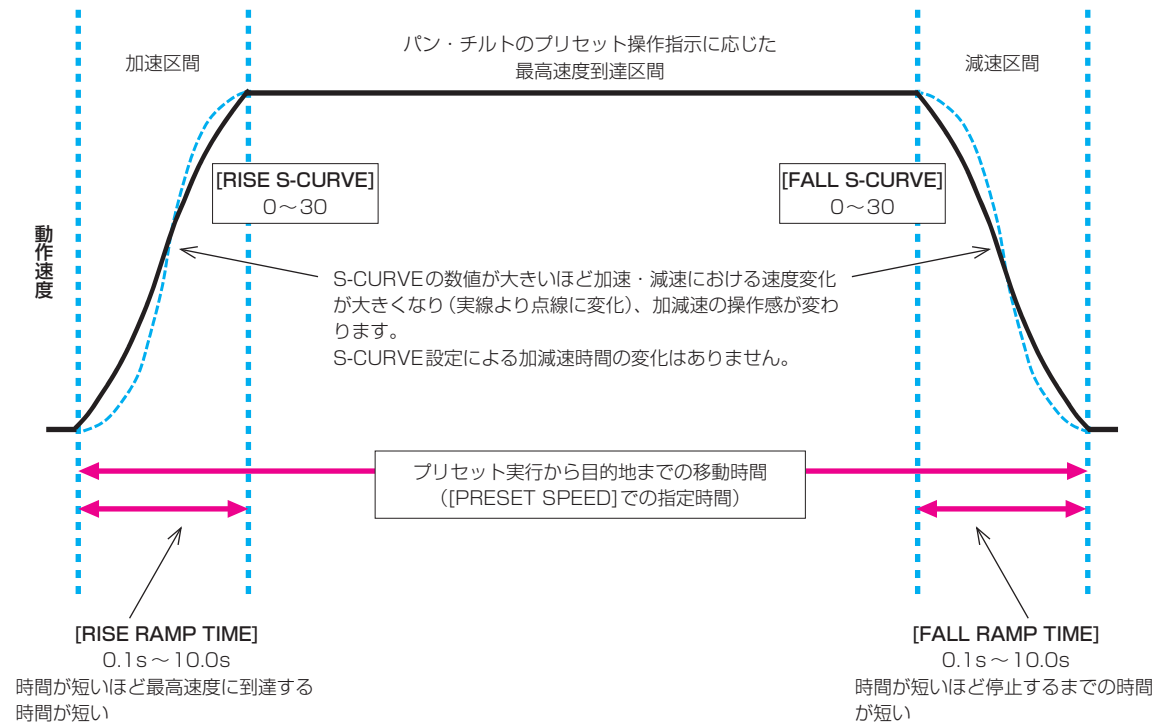 加速区間
パン・チルトのプリセット操作指示に応じた
最高速度到達区間
減速区間
[RISE S-CURVE]
0～30
[FALL S-CURVE]
0～30
動作速度
S-CURVEの数値が大きいほど加速・減速における速度変化
が大きくなり（実線より点線に変化）、加減速の操作感が変わ
ります。
S-CURVE設定による加減速時間の変化はありません。
プリセット実行から目的地までの移動時間
（[PRESET SPEED]での指定時間）
[RISE RAMP TIME]
0.1s～10.0s
時間が短いほど最高速度に到達する
時間が短い
[FALL RAMP TIME]
0.1s～10.0s
時間が短いほど停止するまでの時間
が短い